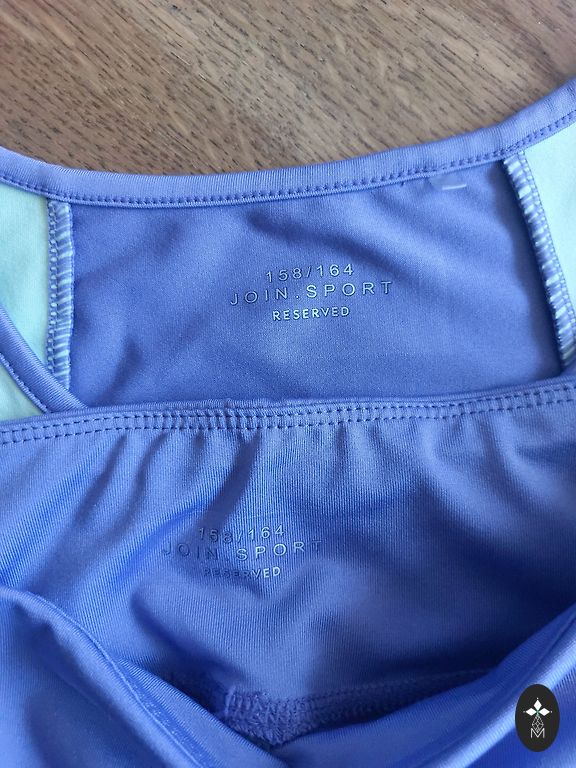 158/164
JOIN.SPORT
RESERVED
158/164
JOIN.SPORT
RESERVED